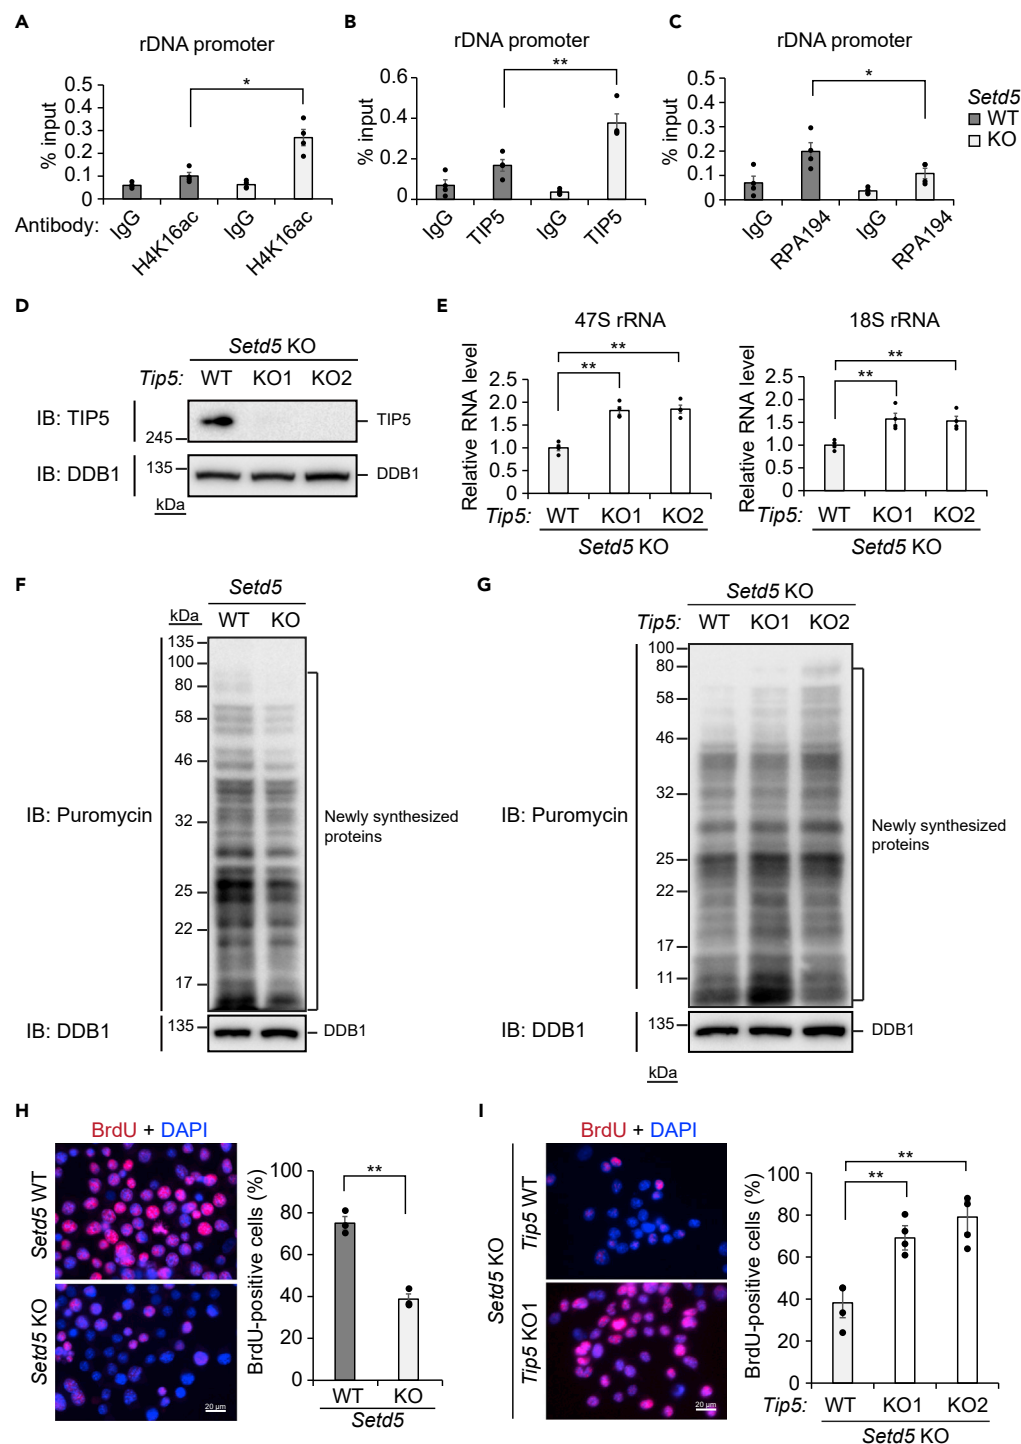 A
rDNA promoter
*
% input
0.5
0.4
0.3
0.2
0.1
0
Antibody:
IgG
H4K16ac
IgG
H4K16ac
B
rDNA promoter
**
% input
0.6
0.4
0.2
0
IgG
TIP5
IgG
TIP5
C
rDNA promoter
*
% input
0.5
0.4
0.3
0.2
0.1
0
IgG
RPA194
IgG
RPA194
Setd5
WT
KO
D
Setd5 KO
Tip5: WT KO1 KO2
IB: TIP5
TIP5
245
IB: DDB1
135
DDB1
kDa
E
47S rRNA
**
**
Relative RNA level
2.5
2.0
1.5
1.0
0.5
0
Tip5: WT KO1 KO2
Setd5 KO
18S rRNA
**
**
Relative RNA level
2.5
2.0
1.5
1.0
0.5
0
Tip5: WT KO1 KO2
Setd5 KO
F
Setd5
kDa WT KO
135
100
80
58
46
32
25
22
17
IB: Puromycin
Newly synthesized
proteins
IB: DDB1
135
DDB1
G
Setd5 KO
Tip5: WT KO1 KO2
100
80
58
46
32
25
22
17
11
IB: Puromycin
Newly synthesized
proteins
IB: DDB1
135
DDB1
kDa
H
BrdU + DAPI
Setd5 WT
Setd5 KO
20 µm
BrdU-positive cells (%)
100
80
60
40
20
0
**
WT KO
Setd5
I
BrdU + DAPI
Setd5 KO
Tip5 WT
Tip5 KO1
20 µm
BrdU-positive cells (%)
100
80
60
40
20
0
**
**
Tip5: WT KO1 KO2
Setd5 KO